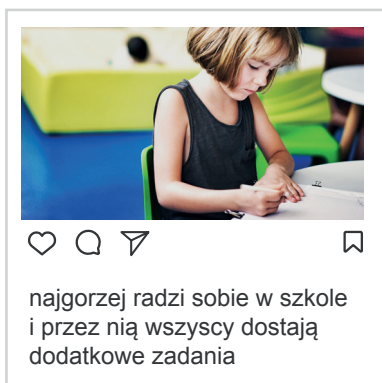 najgorzej radzi sobie w szkole
i przez nią wszyscy dostają
dodatkowe zadania